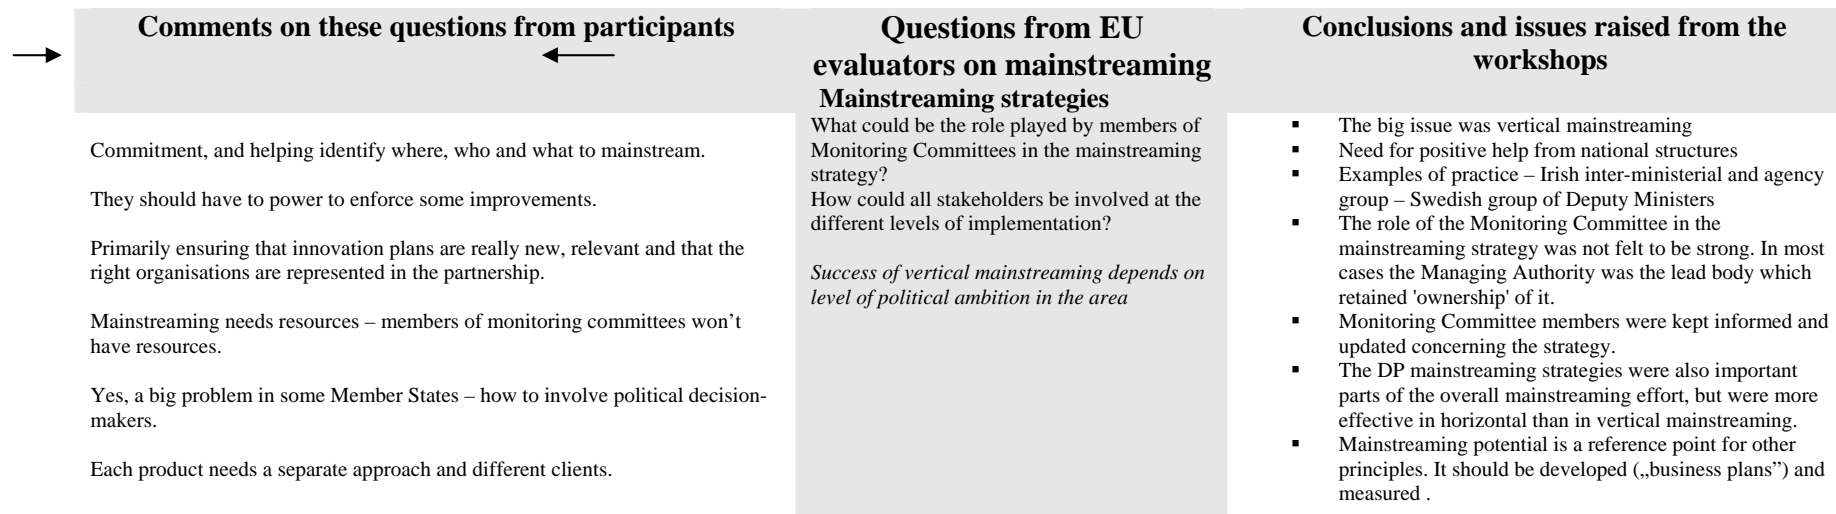 Comments on these questions from participants
Commitment, and helping identify where, who and what to mainstream.
They should have to power to enforce some improvements.
Primarily ensuring that innovation plans are really new, relevant and that the
right organisations are represented in the partnership.
Mainstreaming needs resources – members of monitoring committees won’t
have resources.
Yes, a big problem in some Member States – how to involve political decision-
makers.
Each product needs a separate approach and different clients.
Questions from EU
evaluators on mainstreaming
Mainstreaming strategies
What could be the role played by members of
Monitoring Committees in the mainstreaming
strategy?
How could all stakeholders be involved at the
different levels of implementation?
Success of vertical mainstreaming depends on
level of political ambition in the area
Conclusions and issues raised from the
workshops
▪ The big issue was vertical mainstreaming
▪ Need for positive help from national structures
▪ Examples of practice – Irish inter-ministerial and agency
group – Swedish group of Deputy Ministers
▪ The role of the Monitoring Committee in the
mainstreaming strategy was not felt to be strong. In most
cases the Managing Authority was the lead body which
retained 'ownership' of it.
▪ Monitoring Committee members were kept informed and
updated concerning the strategy.
▪ The DP mainstreaming strategies were also important
parts of the overall mainstreaming effort, but were more
effective in horizontal than in vertical mainstreaming.
▪ Mainstreaming potential is a reference point for other
principles. It should be developed („business plans”) and
measured .